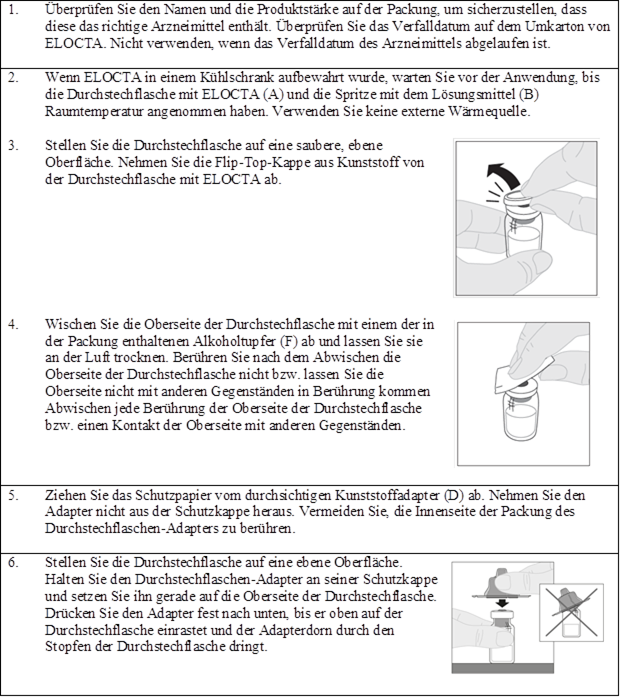 1. Überprüfen Sie den Namen und die Produktstärke auf der Packung, um sicherzustellen, dass
diese das richtige Arzneimittel enthält. Überprüfen Sie das Verfalldatum auf dem Umkarton von
ELOCTA. Nicht verwenden, wenn das Verfalldatum des Arzneimittels abgelaufen ist.
2. Wenn ELOCTA in einem Kühlschrank aufbewahrt wurde, warten Sie vor der Anwendung, bis
die Durchstechflasche mit ELOCTA (A) und die Spritze mit dem Lösungsmittel (B)
Raumtemperatur angenommen haben. Verwenden Sie keine externe Wärmequelle.
3. Stellen Sie die Durchstechflasche auf eine saubere, ebene
Oberfläche. Nehmen Sie die Flip-Top-Kappe aus Kunststoff von
der Durchstechflasche mit ELOCTA ab.
4. Wischen Sie die Oberseite der Durchstechflasche mit einem der in
der Packung enthaltenen Alkoholtupfer (F) ab und lassen Sie sie
an der Luft trocknen. Berühren Sie nach dem Abwischen die
Oberseite der Durchstechflasche nicht bzw. lassen Sie die
Oberseite nicht mit anderen Gegenständen in Berührung kommen
Abwischen jede Berührung der Oberseite der Durchstechflasche
bzw. einen Kontakt der Oberseite mit anderen Gegenständen.
5. Ziehen Sie das Schutzpapier vom durchsichtigen Kunststoffadapter (D) ab. Nehmen Sie den
Adapter nicht aus der Schutzkappe heraus. Vermeiden Sie, die Innenseite der Packung des
Durchstechflaschen-Adapters zu berühren.
6. Stellen Sie die Durchstechflasche auf eine ebene Oberfläche.
Halten Sie den Durchstechflaschen-Adapter an seiner Schutzkappe
und setzen Sie ihn gerade auf die Oberseite der Durchstechflasche.
Drücken Sie den Adapter fest nach unten, bis er oben auf der
Durchstechflasche einrastet und der Adapterdorn durch den
Stopfen der Durchstechflasche dringt.